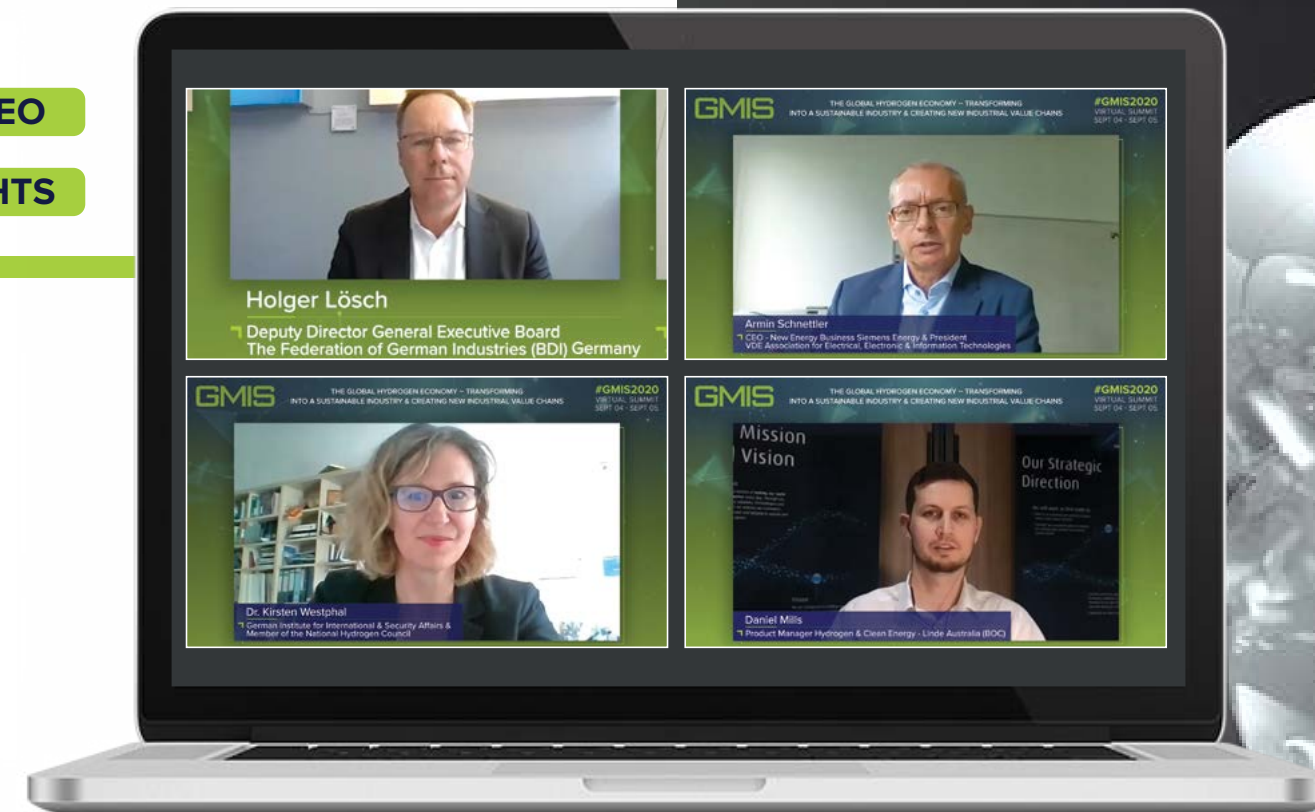 EO
HTS
Holger Lösch
Deputy Director General Executive Board
The Federation of German Industries (BDI) Germany
GMIS
THE GLOBAL HYDROGEN ECONOMY – TRANSFORMING
INTO A SUSTAINABLE INDUSTRY & CREATING NEW INDUSTRIAL VALUE CHAINS
#GMIS2020
VIRTUAL SUMMIT
SEPT 04 - SEPT 05
Armin Schnettler
CEO - New Energy Business Siemens Energy & President
VDE Association for Electrical, Electronic & Information Technologies
GMIS
THE GLOBAL HYDROGEN ECONOMY – TRANSFORMING
INTO A SUSTAINABLE INDUSTRY & CREATING NEW INDUSTRIAL VALUE CHAINS
#GMIS2020
VIRTUAL SUMMIT
SEPT 04 - SEPT 05
Dr. Kirsten Westphal
German Institute for International & Security Affairs &
Member of the National Hydrogen Council
GMIS
THE GLOBAL HYDROGEN ECONOMY – TRANSFORMING
INTO A SUSTAINABLE INDUSTRY & CREATING NEW INDUSTRIAL VALUE CHAINS
#GMIS2020
VIRTUAL SUMMIT
SEPT 04 - SEPT 05
Mission
Vision
Our Strategic
Direction
Daniel Mills
Product Manager Hydrogen & Clean Energy - Linde Australia (BOC)